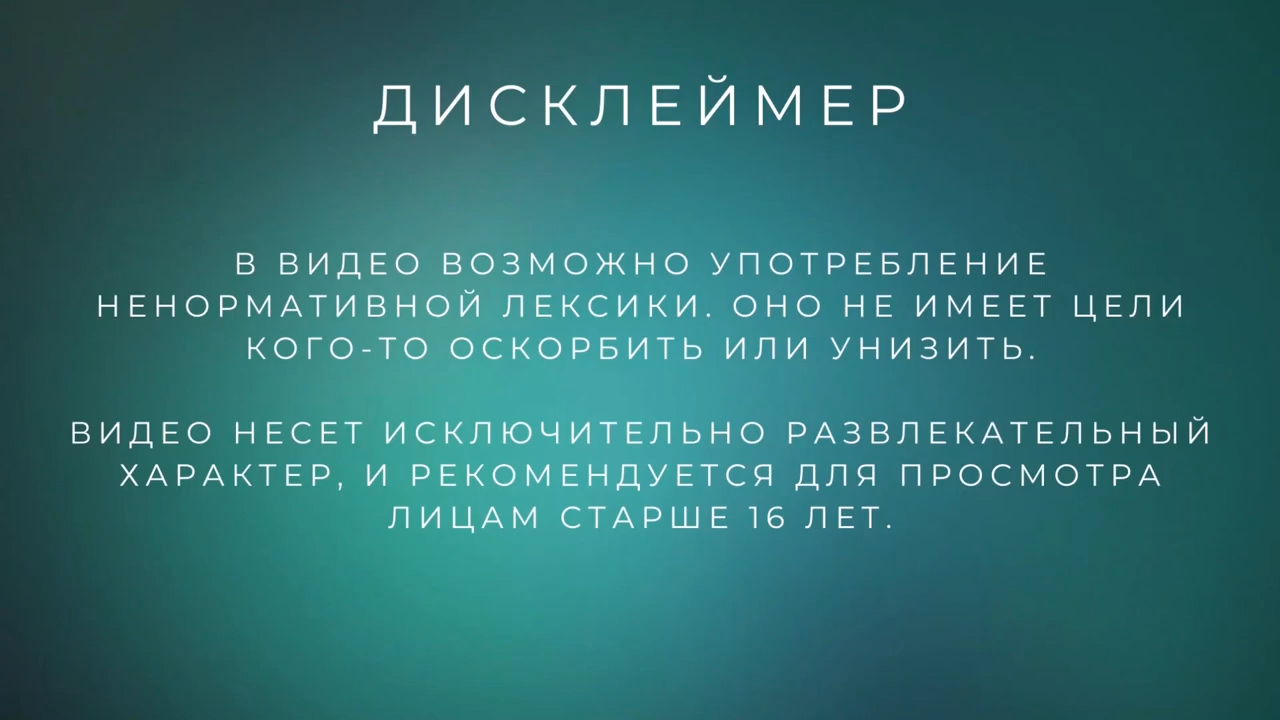 ДИСКЛЕЙМЕР
В ВИДЕО ВОЗМОЖНО УПОТРЕБЛЕНИЕ
НЕНОРМАТИВНОЙ ЛЕКСИКИ. ОНО НЕ ИМЕЕТ ЦЕЛИ
КОГО-ТО ОСКОРБИТЬ ИЛИ УНИЗИТЬ.
ВИДЕО НЕСЕТ ИСКЛЮЧИТЕЛЬНО РАЗВЛЕКАТЕЛЬНЫЙ
ХАРАКТЕР, И РЕКОМЕНДУЕТСЯ ДЛЯ ПРОСМОТРА
ЛИЦАМ СТАРШЕ 16 ЛЕТ.